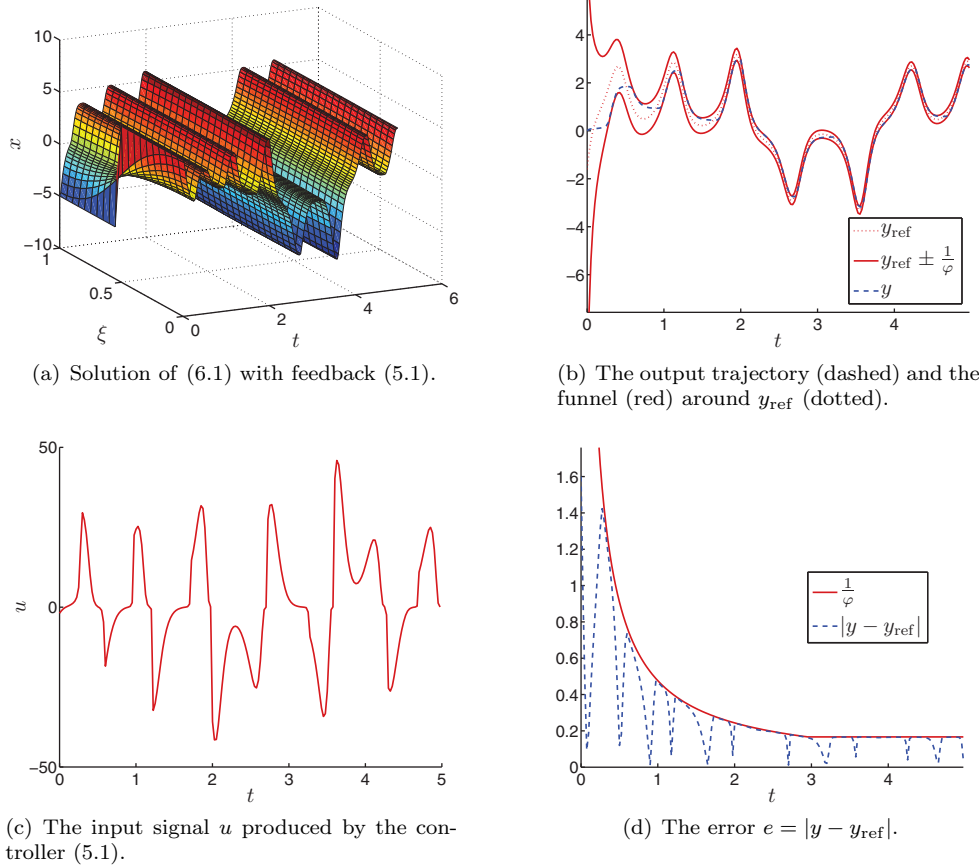 10
5
0
−5
−10
x
1
0.5
0
ξ
0
2
4
6
t
(a) Solution of (6.1) with feedback (5.1).
4
2
0
−2
−4
−6
0
1
2
3
4
t
y_ref
y_ref ± 1/φ
y
(b) The output trajectory (dashed) and the
funnel (red) around y_ref (dotted).
50
0
−50
u
0
1
2
3
4
5
t
(c) The input signal u produced by the con-
troller (5.1).
1.6
1.4
1.2
1
0.8
0.6
0.4
0.2
0
0
1
2
3
4
t
1/φ
|y − y_ref|
(d) The error e = |y − y_ref|.